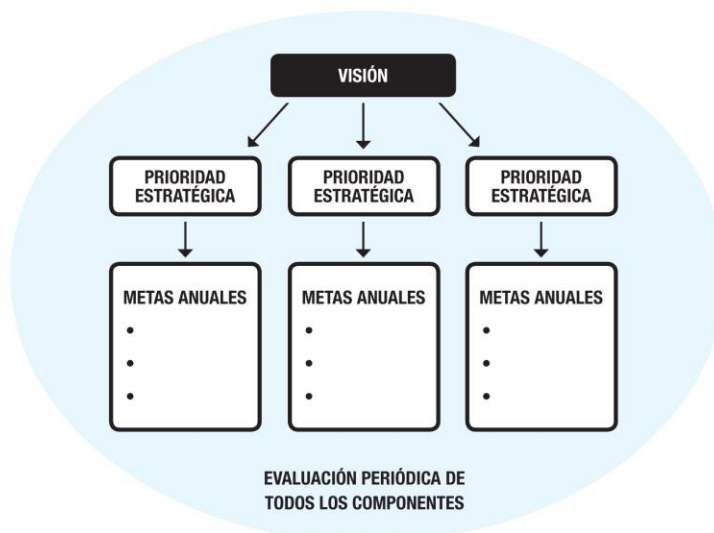 VISIÓN
PRIORIDAD
ESTRATÉGICA
PRIORIDAD
ESTRATÉGICA
PRIORIDAD
ESTRATÉGICA
METAS ANUALES
•
•
•
METAS ANUALES
•
•
•
METAS ANUALES
•
•
•
EVALUACIÓN PERIÓDICA DE
TODOS LOS COMPONENTES